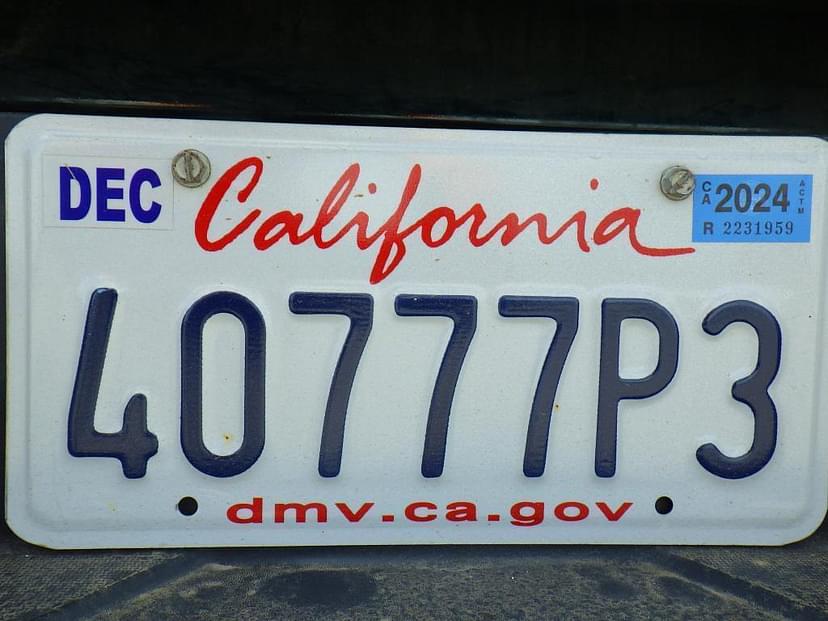 DEC California CA 2024 ACTM
R 2231959
40777P3
dmv.ca.gov